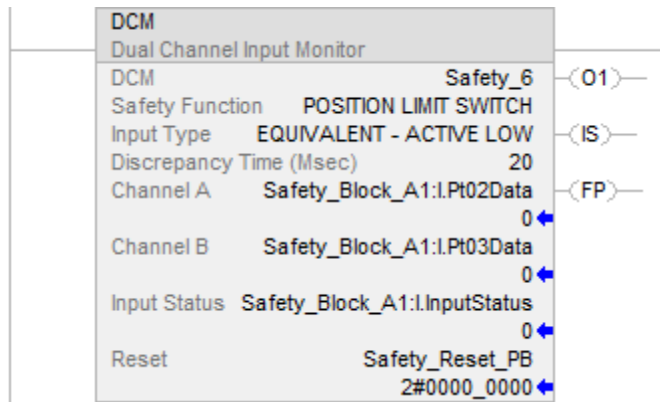 DCM
Dual Channel Input Monitor
DCM Safety_6 (O1)
Safety Function POSITION LIMIT SWITCH
Input Type EQUIVALENT - ACTIVE LOW (IS)
Discrepancy Time (Msec) 20
Channel A Safety_Block_A1:I.Pt02Data (FP)
0
Channel B Safety_Block_A1:I.Pt03Data
0
Input Status Safety_Block_A1:I.InputStatus
0
Reset Safety_Reset_PB
2#0000_0000